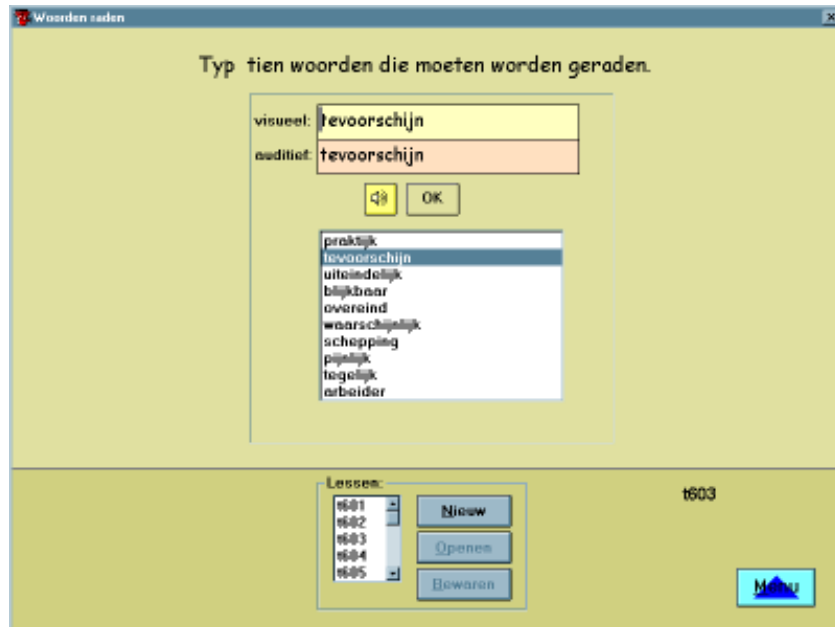 Woorden raden
Typ tien woorden die moeten worden geraden.
visueel: tevoorschijn
auditief: tevoorschijn
OK
praktijk
tevoorschijn
uiteindelijk
blijkbaar
overeind
waarschijnlijk
schepping
pijnlijk
tegelijk
arbeider
Lessen:
t601
t602
t603
t604
t605
Nieuw
Openen
Bewaren
t603
Menu